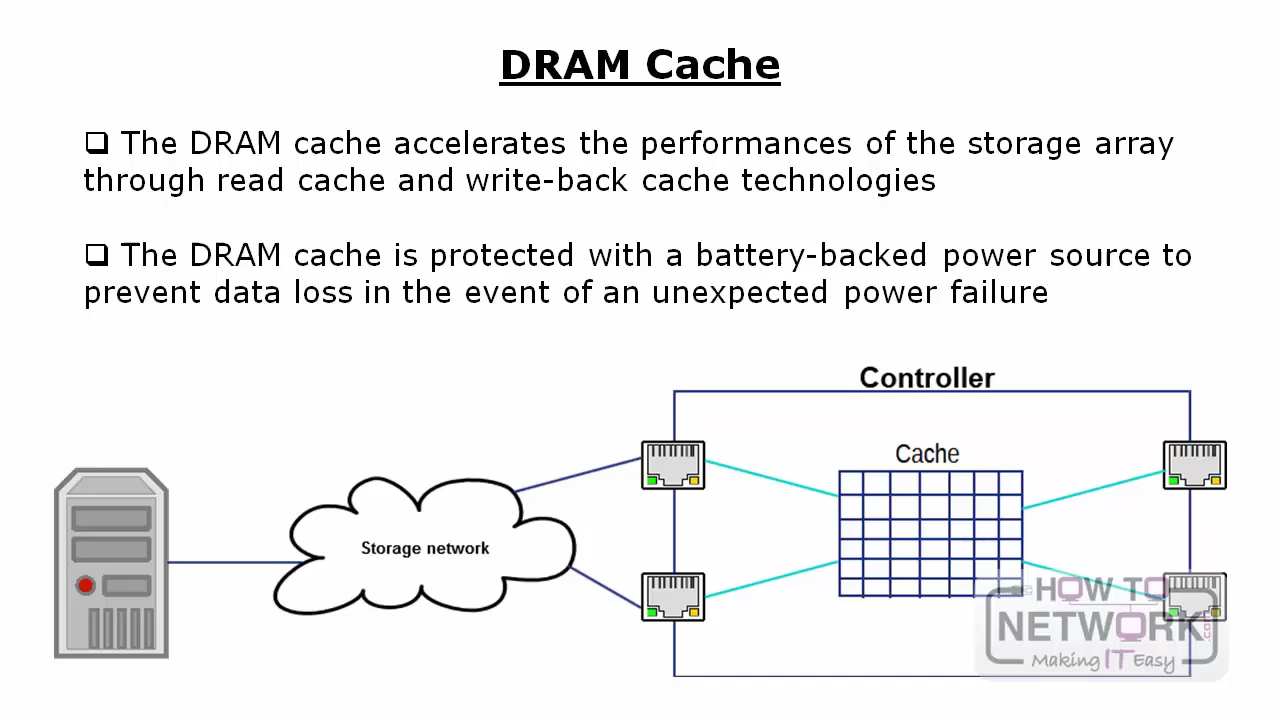 DRAM Cache
❑ The DRAM cache accelerates the performances of the storage array
through read cache and write-back cache technologies
❑ The DRAM cache is protected with a battery-backed power source to
prevent data loss in the event of an unexpected power failure
Controller
Cache
Storage network
HOW TO
NETWORK.com
Making IT Easy